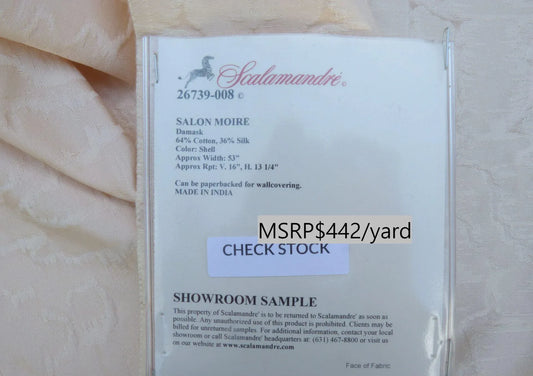 Scalamandré©
26739-008 ©
SALON MOIRE
Damask
64% Cotton, 36% Silk
Color: Shell
Approx Width: 53"
Approx Rpt: V. 16", H. 13 1/4"
Can be paperbacked for wallcovering.
MADE IN INDIA
MSRP$442/yard
CHECK STOCK
SHOWROOM SAMPLE
This property of Scalamandre' is to be returned to Scalamandre' as soon as
possible. Any unauthorized use of this product is prohibited. Clients may be
billed for unreturned samples. For additional information, contact your local
showroom or call Scalamandre' headquarters at: (631) 467-8800 or visit us
on our website at www.scalamandre.com
Face of Fabric